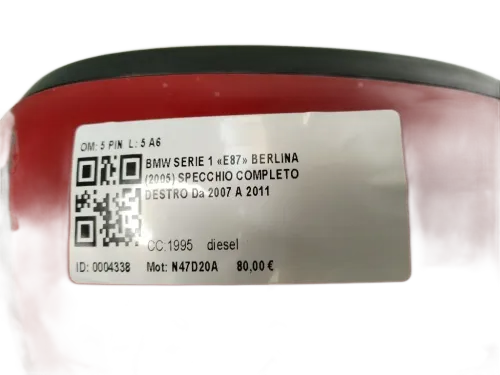 OM: 5 PIN L: 5 A6
BMW SERIE 1 «E87» BERLINA
(2005) SPECCHIO COMPLETO
DESTRO Da 2007 A 2011
CC:1995 diesel
ID: 0004338 Mot: N47D20A 80,00 €